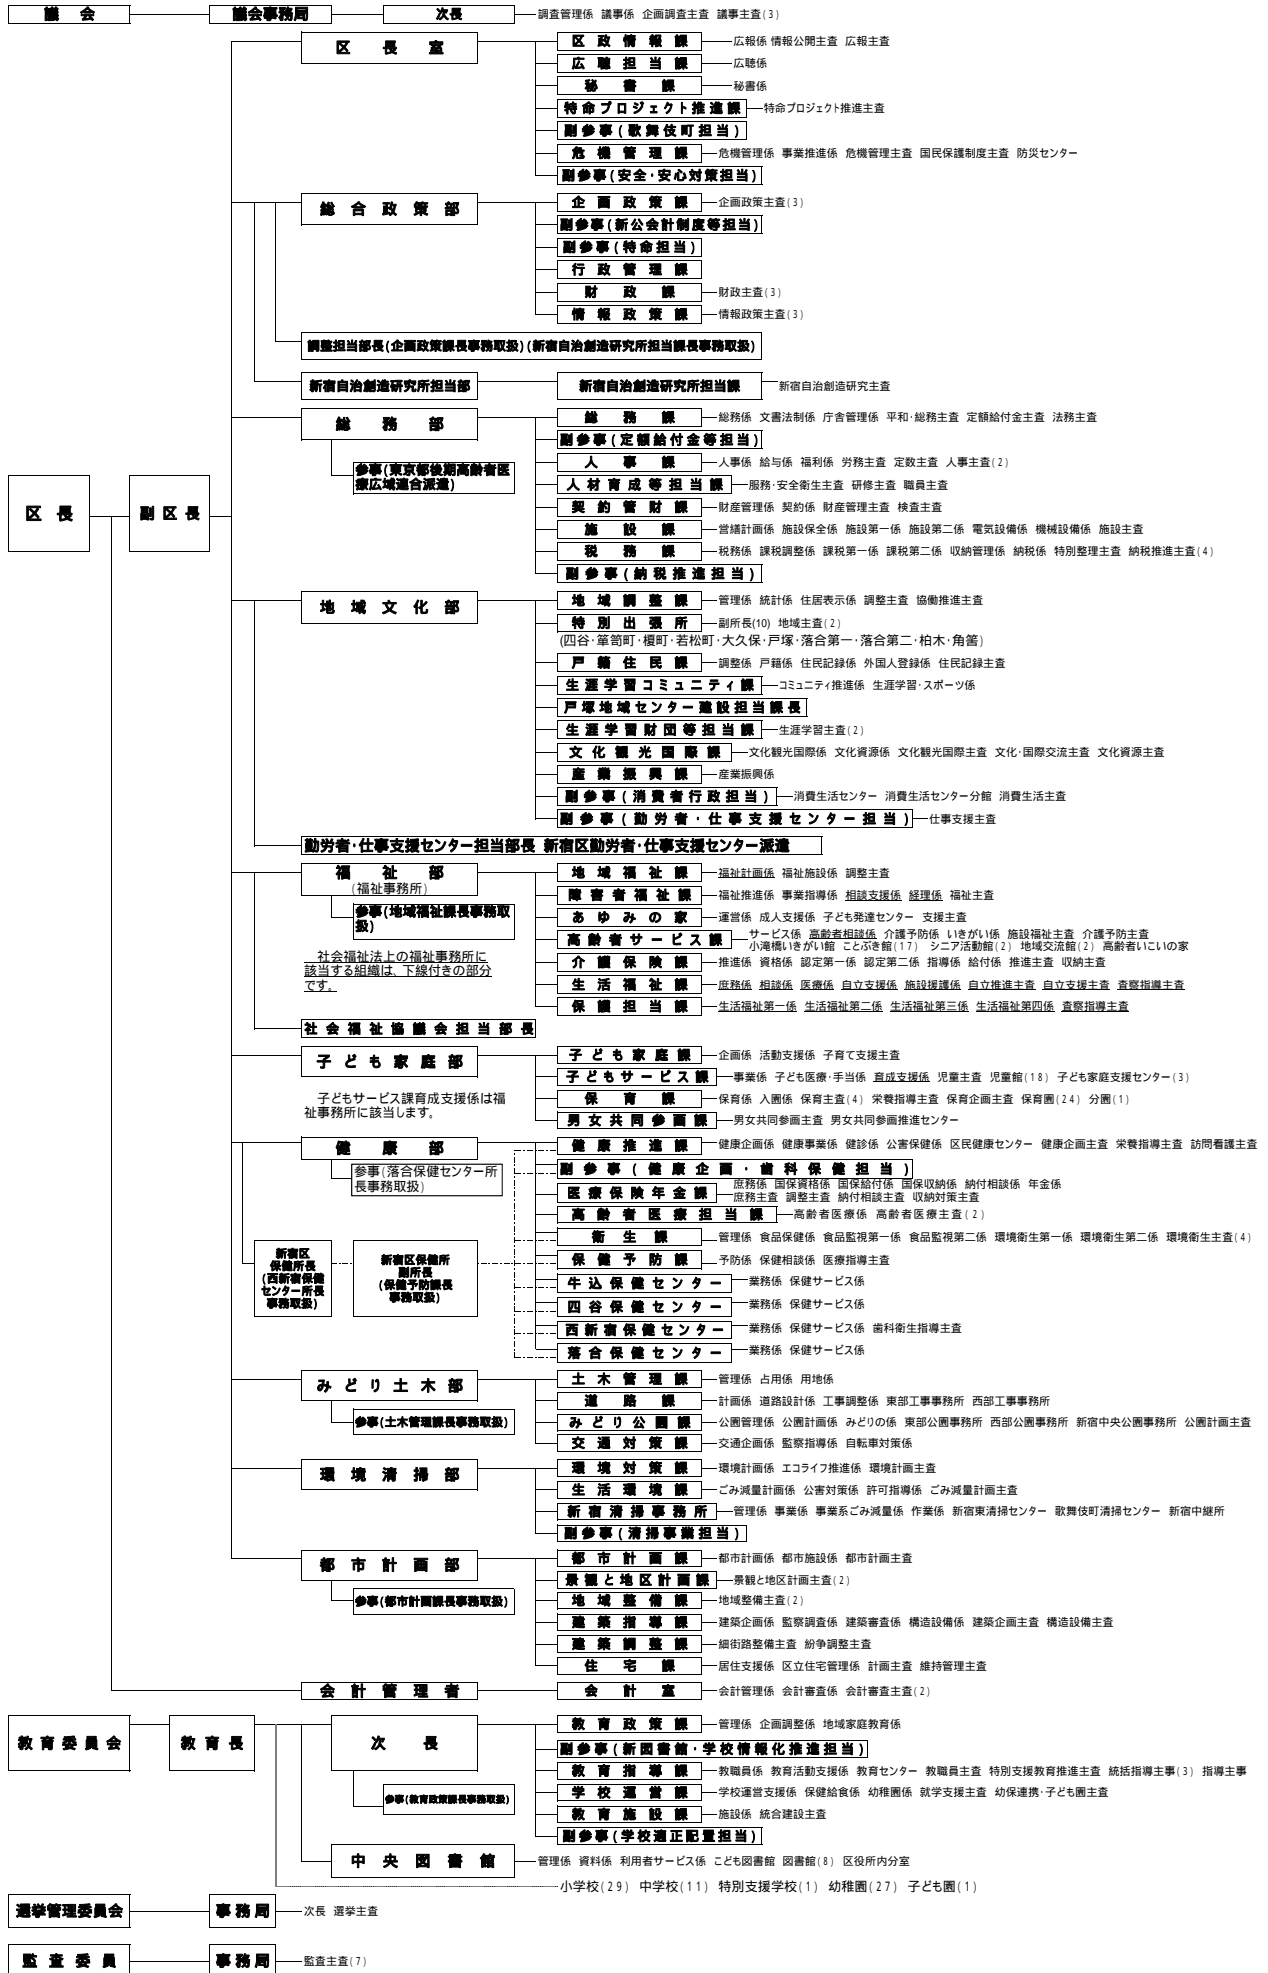 議会 議会事務局 次長 調査管理係 議事係 企画調査主査 議事主査(3)
区長室 区政情報課 広報係 情報公開主査 広報主査
広聴担当課 広聴係
秘書課 秘書係
特命プロジェクト推進課 特命プロジェクト推進主査
副参事(歌舞伎町担当)
危機管理課 危機管理係 事業推進係 危機管理主査 国民保護制度主査 防災センター
副参事(安全・安心対策担当)
総合政策部 企画政策課 企画政策主査(3)
副参事(新公会計制度等担当)
副参事(特命担当)
行政管理課
財政課 財政主査(3)
情報政策課 情報政策主査(3)
調整担当部長(企画政策課長事務取扱)(新宿自治創造研究所担当課長事務取扱)
新宿自治創造研究所担当部 新宿自治創造研究所担当課 新宿自治創造研究主査
総務部 総務課 総務係 文書法制係 庁舎管理係 平和・総務主査 定額給付金主査 法務主査
副参事(定額給付金等担当)
参事(東京都後期高齢者医療広域連合派遣)
人事課 人事係 給与係 福利係 労務主査 定数主査 人事主査(2)
人材育成等担当課 服務・安全衛生主査 研修主査 職員主査
区長 副区長
契約管財課 財産管理係 契約係 財産管理主査 検査主査
施設課 営繕計画係 施設保全係 施設第一係 施設第二係 電気設備係 機械設備係 施設主査
税務課 税務係 課税調整係 課税第一係 課税第二係 収納管理係 納税係 特別整理主査 納税推進主査(4)
副参事(納税推進担当)
地域文化部 地域調整課 管理係 統計係 住居表示係 調整主査 協働推進主査
特別出張所 副所長(10) 地域主査(2)
(四谷・箪笥町・榎町・若松町・大久保・戸塚・落合第一・落合第二・柏木・角筈)
戸籍住民課 調整係 戸籍係 住民記録係 外国人登録係 住民記録主査
生涯学習コミュニティ課 コミュニティ推進係 生涯学習・スポーツ係
戸塚地域センター建設担当課長
生涯学習財団等担当課 生涯学習主査(2)
文化観光国際課 文化観光国際係 文化資源係 文化観光国際主査 文化・国際交流主査 文化資源主査
産業振興課 産業振興係
副参事(消費者行政担当) 消費生活センター 消費生活センター分館 消費生活主査
副参事(勤労者・仕事支援センター担当) 仕事支援主査
勤労者・仕事支援センター担当部長 新宿区勤労者・仕事支援センター派遣
福祉部 地域福祉課 福祉計画係 福祉施設係 調整主査
(福祉事務所)
障害者福祉課 福祉推進係 事業指導係 相談支援係 経理係 福祉主査
参事(地域福祉課長事務取扱)
あゆみの家 運営係 成人支援係 子ども発達センター 支援主査
高齢者サービス課 サービス係 高齢者相談係 介護予防係 いきがい係 施設福祉主査 介護予防主査
小滝橋いきがい館 ことぶき館(17) シニア活動館(2) 地域交流館(2) 高齢者いこいの家
社会福祉法上の福祉事務所に
該当する組織は、下線付きの部分
です。
介護保険課 推進係 資格係 認定第一係 認定第二係 指導係 給付係 推進主査 収納主査
生活福祉課 庶務係 相談係 医療係 自立支援係 施設援護係 自立推進主査 自立支援主査 査察指導主査
保護担当課 生活福祉第一係 生活福祉第二係 生活福祉第三係 生活福祉第四係 査察指導主査
社会福祉協議会担当部長
子ども家庭部 子ども家庭課 企画係 活動支援係 子育て支援主査
子どもサービス課 事業係 子ども医療・手当係 育成支援係 児童主査 児童館(18) 子ども家庭支援センター(3)
子どもサービス課育成支援係は福
祉事務所に該当します。
保育課 保育係 入園係 保育主査(4) 栄養指導主査 保育企画主査 保育園(24) 分園(1)
男女共同参画課 男女共同参画主査 男女共同参画推進センター
健康部 健康推進課 健康企画係 健康事業係 健診係 公害保健係 区民健康センター 健康企画主査 栄養指導主査 訪問看護主査
副参事(健康企画・歯科保健担当)
参事(落合保健センター所長事務取扱)
医療保険年金課 庶務係 国保資格係 国保給付係 国保収納係 納付相談係 年金係
庶務主査 調整主査 納付相談主査 収納対策主査
高齢者医療担当課 高齢者医療係 高齢者医療主査(2)
衛生課 管理係 食品保健係 食品監視第一係 食品監視第二係 環境衛生第一係 環境衛生第二係 環境衛生主査(4)
新宿区
保健所長
(西新宿保健
センター所長
事務取扱)
新宿区保健所
副所長
(保健予防課長
事務取扱)
保健予防課 予防係 保健相談係 医療指導主査
牛込保健センター 業務係 保健サービス係
四谷保健センター 業務係 保健サービス係
西新宿保健センター 業務係 保健サービス係 歯科衛生指導主査
落合保健センター 業務係 保健サービス係
みどり土木部 土木管理課 管理係 占用係 用地係
道路課 計画係 道路設計係 工事調整係 東部工事事務所 西部工事事務所
参事(土木管理課長事務取扱)
みどり公園課 公園管理係 公園計画係 みどりの係 東部公園事務所 西部公園事務所 新宿中央公園事務所 公園計画主査
交通対策課 交通企画係 監察指導係 自転車対策係
環境清掃部 環境対策課 環境計画係 エコライフ推進係 環境計画主査
生活環境課 ごみ減量計画係 公害対策係 許可指導係 ごみ減量計画主査
新宿清掃事務所 管理係 事業係 事業系ごみ減量係 作業係 新宿東清掃センター 歌舞伎町清掃センター 新宿中継所
副参事(清掃事業担当)
都市計画部 都市計画課 都市計画係 都市施設係 都市計画主査
景観と地区計画課 景観と地区計画主査(2)
参事(都市計画課長事務取扱)
地域整備課 地域整備主査(2)
建築指導課 建築企画係 監察調査係 建築審査係 構造設備係 建築企画主査 構造設備主査
建築調整課 細街路整備主査 紛争調整主査
住宅課 居住支援係 区立住宅管理係 計画主査 維持管理主査
会計管理者 会計室 会計管理係 会計審査係 会計審査主査(2)
教育委員会 教育長 次長 教育政策課 管理係 企画調整係 地域家庭教育係
副参事(新図書館・学校情報化推進担当)
教育指導課 教職員係 教育活動支援係 教育センター 教職員主査 特別支援教育推進主査 統括指導主事(3) 指導主事
参事(教育政策課長事務取扱)
学校運営課 学校運営支援係 保健給食係 幼稚園係 就学支援主査 幼保連携・子ども園主査
教育施設課 施設係 統合建設主査
副参事(学校適正配置担当)
中央図書館 管理係 資料係 利用者サービス係 こども図書館 図書館(8) 区役所内分室
小学校(29) 中学校(11) 特別支援学校(1) 幼稚園(27) 子ども園(1)
選挙管理委員会 事務局 次長 選挙主査
監査委員 事務局 監査主査(7)